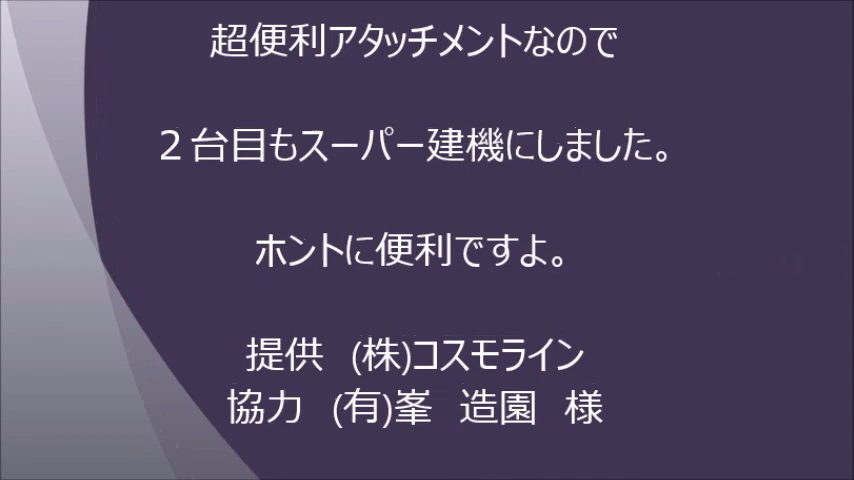 超便利アタッチメントなので
２台目もスーパー建機にしました。
ホントに便利ですよ。
提供　(株)コスモライン
協力　(有)峯　造園　様